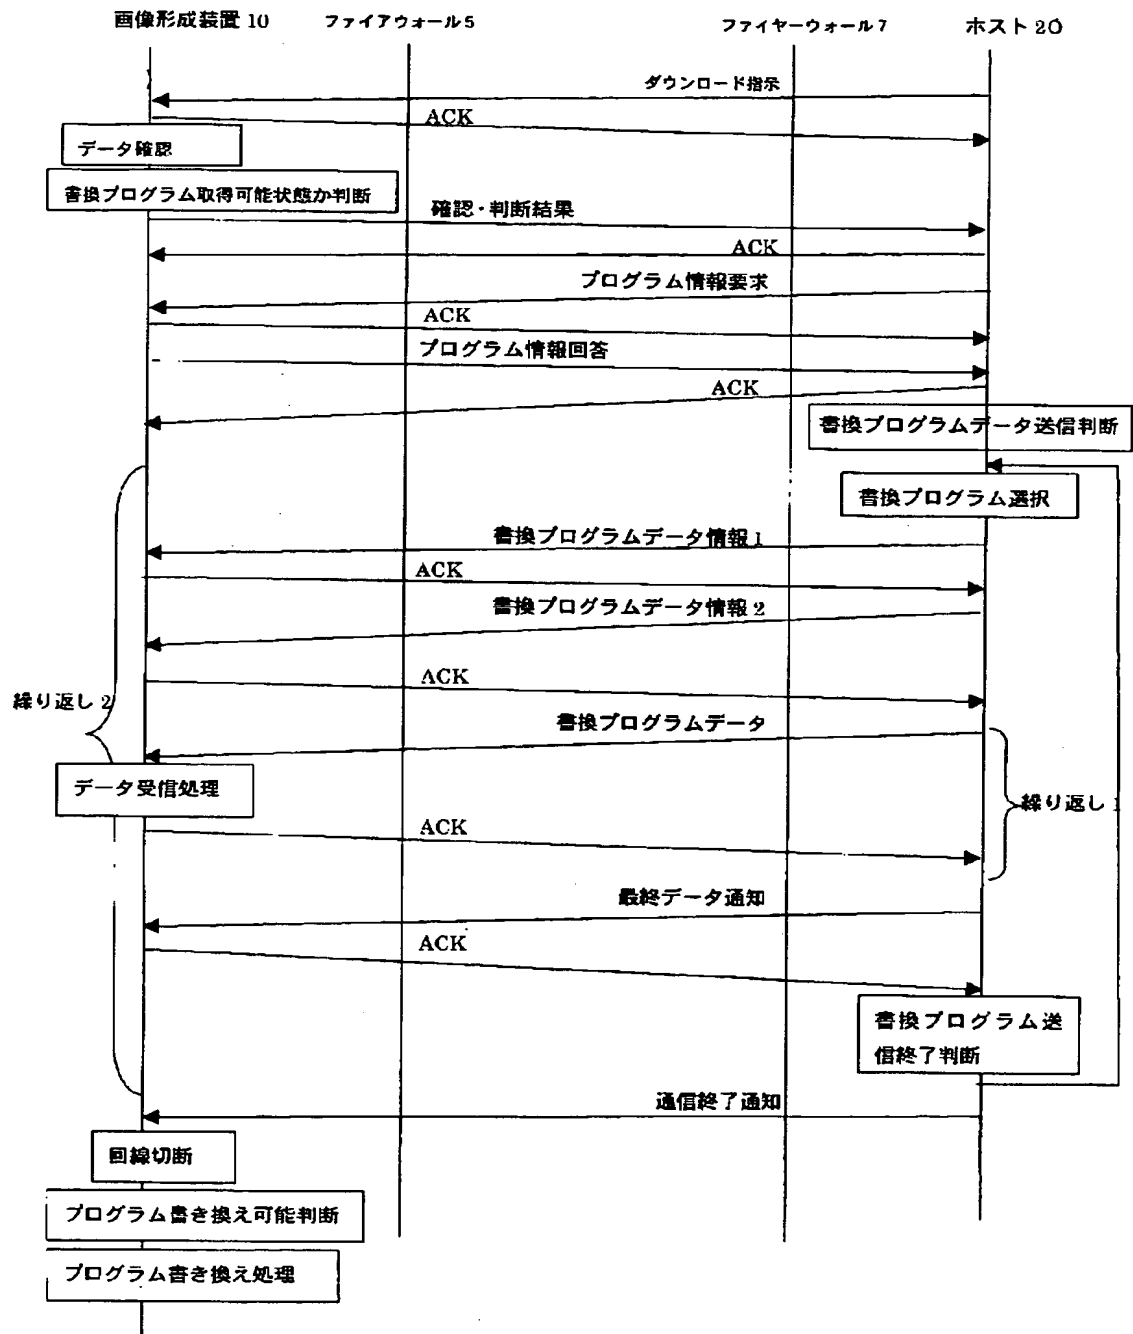 画像形成装置 10
ファイアウォール 5
ファイヤーウォール 7
ホスト 20
ダウンロード指示
ACK
データ確認
書換プログラム取得可能状態か判断
確認・判断結果
ACK
プログラム情報要求
ACK
プログラム情報回答
ACK
書換プログラムデータ送信判断
書換プログラム選択
書換プログラムデータ情報 1
ACK
書換プログラムデータ情報 2
ACK
繰り返し 2
書換プログラムデータ
データ受信処理
繰り返し 1
ACK
最終データ通知
ACK
書換プログラム送
信終了判断
通信終了通知
回線切断
プログラム書き換え可能判断
プログラム書き換え処理